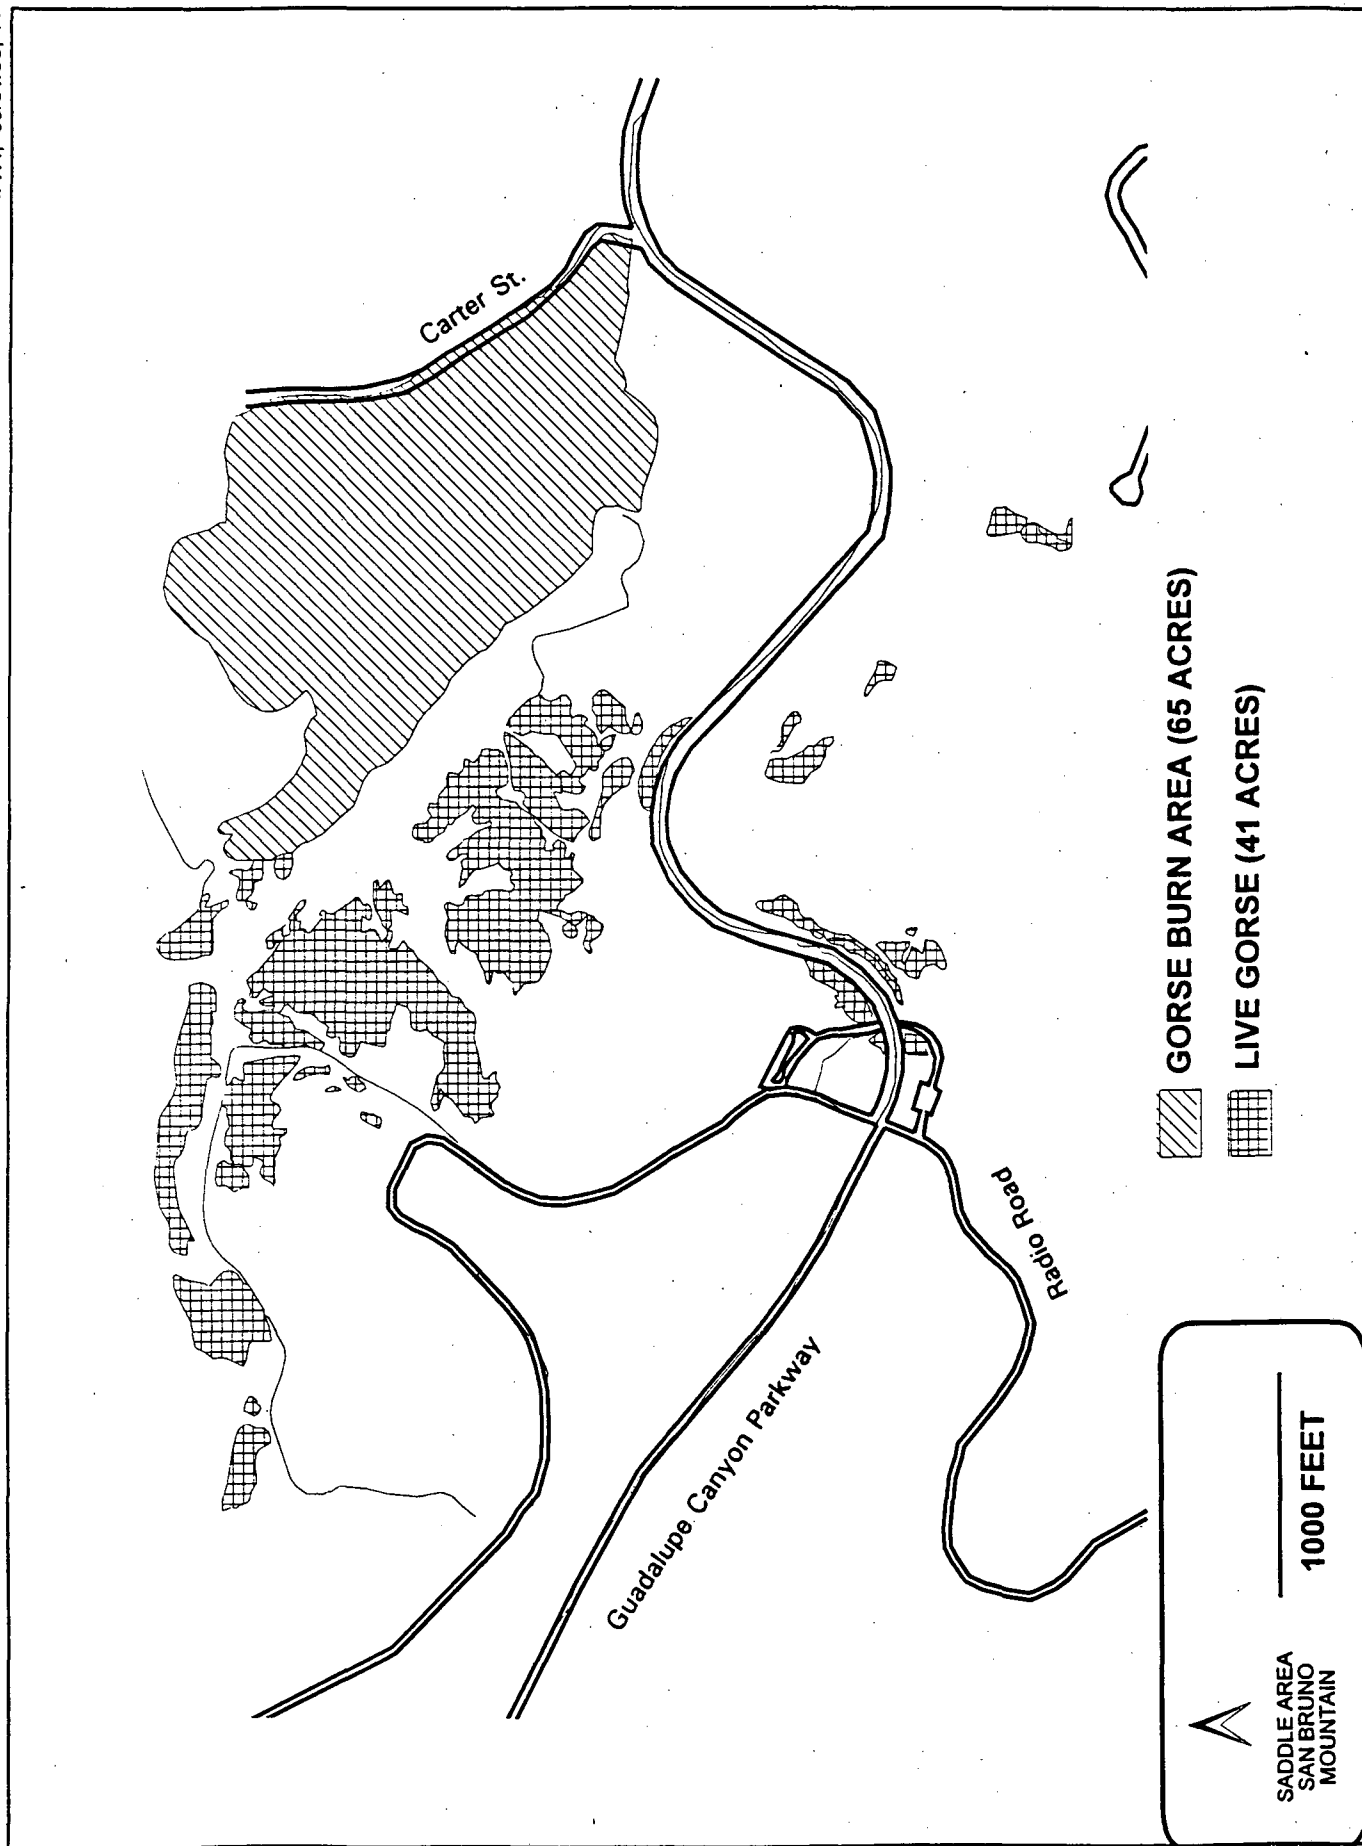 Carter St.
Guadalupe Canyon Parkway
Radio Road
GORSE BURN AREA (65 ACRES)
LIVE GORSE (41 ACRES)
SADDLE AREA
SAN BRUNO
MOUNTAIN
1000 FEET